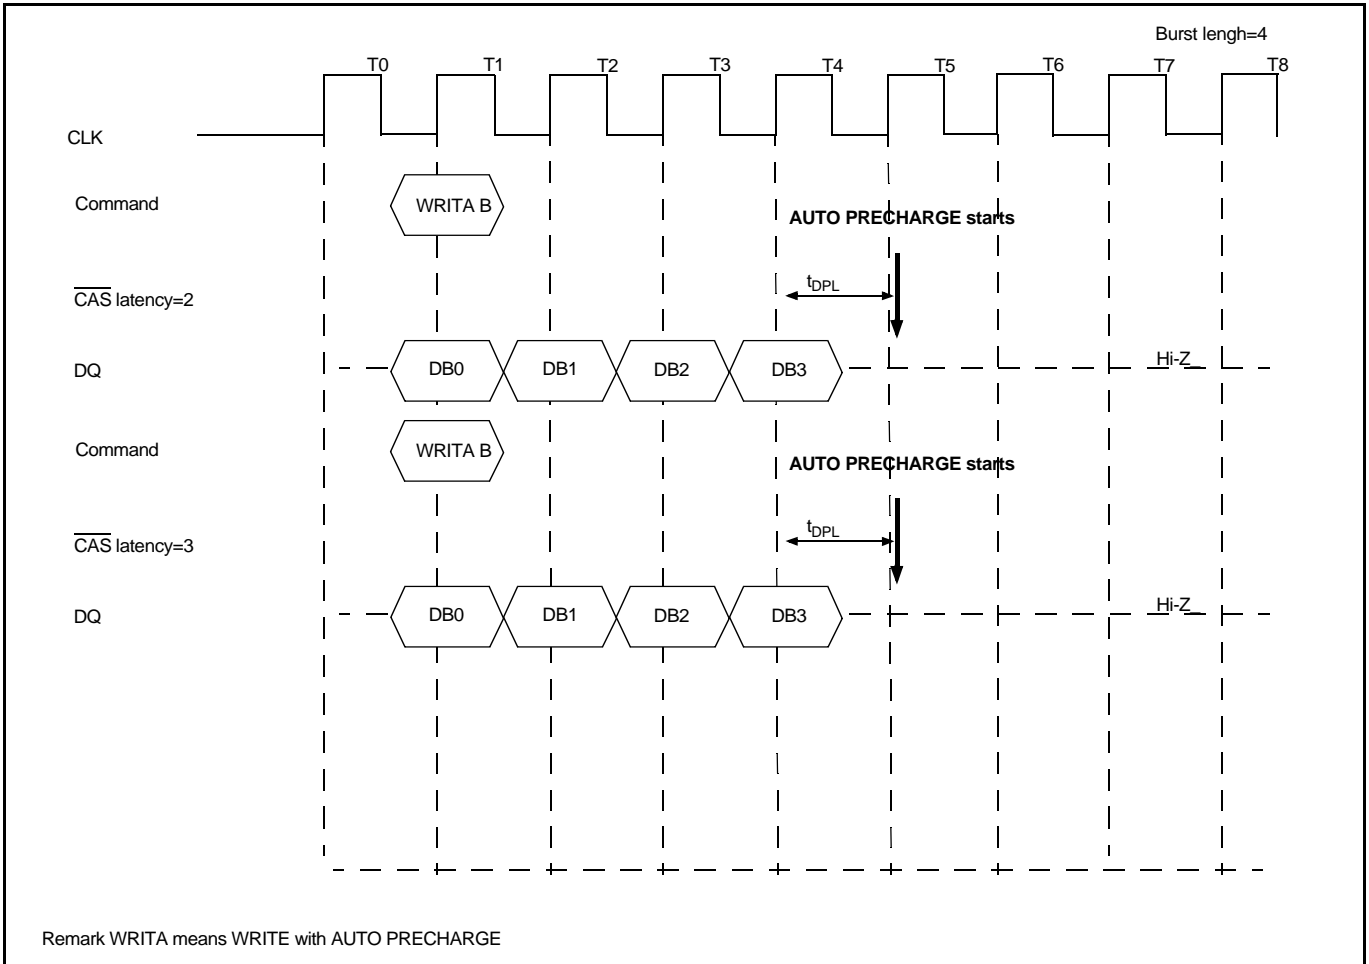 Burst lengh=4
T0 T1 T2 T3 T4 T5 T6 T7 T8
CLK
Command
WRITA B
AUTO PRECHARGE starts
tDPL
CAS latency=2
DQ
DB0 DB1 DB2 DB3
Hi-Z
Command
WRITA B
AUTO PRECHARGE starts
tDPL
CAS latency=3
DQ
DB0 DB1 DB2 DB3
Hi-Z
Remark WRITA means WRITE with AUTO PRECHARGE